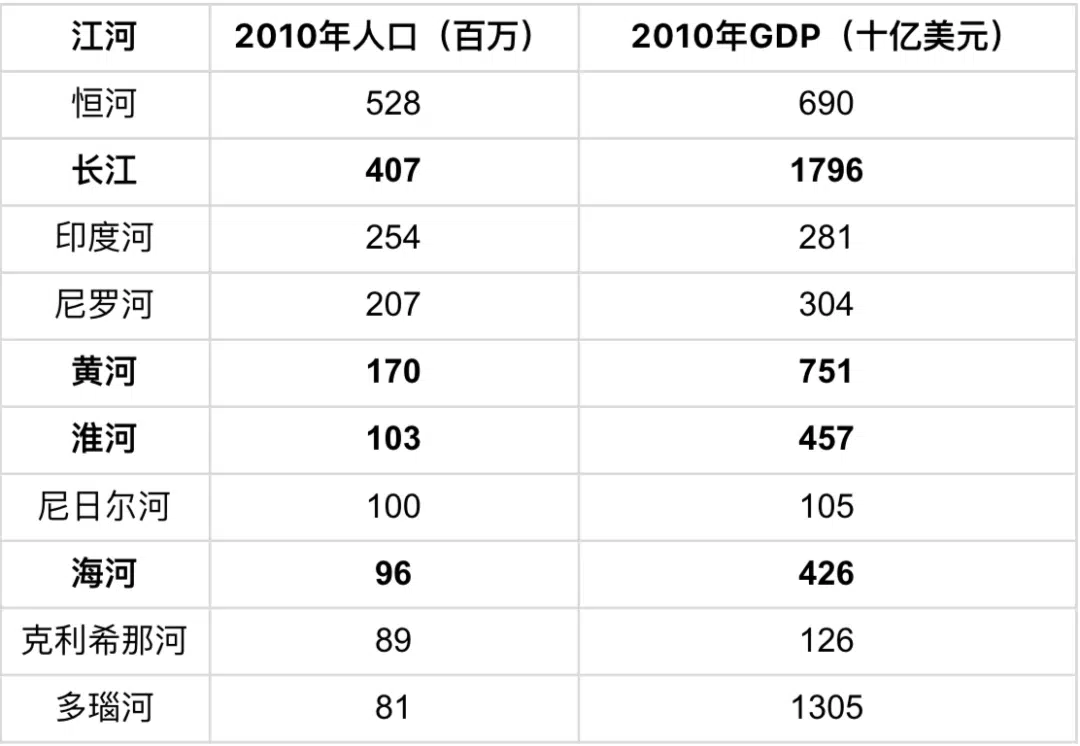 江河 2010年人口（百万） 2010年GDP（十亿美元）
恒河 528 690
长江 407 1796
印度河 254 281
尼罗河 207 304
黄河 170 751
淮河 103 457
尼日尔河 100 105
海河 96 426
克利希那河 89 126
多瑙河 81 1305